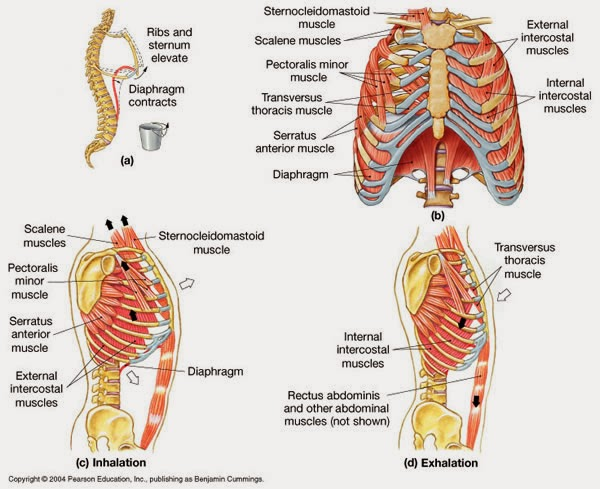 Ribs and
sternum
elevate
Diaphragm
contracts
(a)
Sternocleidomastoid
muscle
Scalene muscles
Pectoralis minor
muscle
Transversus
thoracis muscle
Serratus
anterior muscle
Diaphragm
External
intercostal
muscles
Internal
intercostal
muscles
(b)
Scalene
muscles
Sternocleidomastoid
muscle
Pectoralis
minor
muscle
Serratus
anterior
muscle
External
intercostal
muscles
Diaphragm
(c) Inhalation
Transversus
thoracis
muscle
Internal
intercostal
muscles
Rectus abdominis
and other abdominal
muscles (not shown)
(d) Exhalation
Copyright © 2004 Pearson Education, Inc., publishing as Benjamin Cummings.